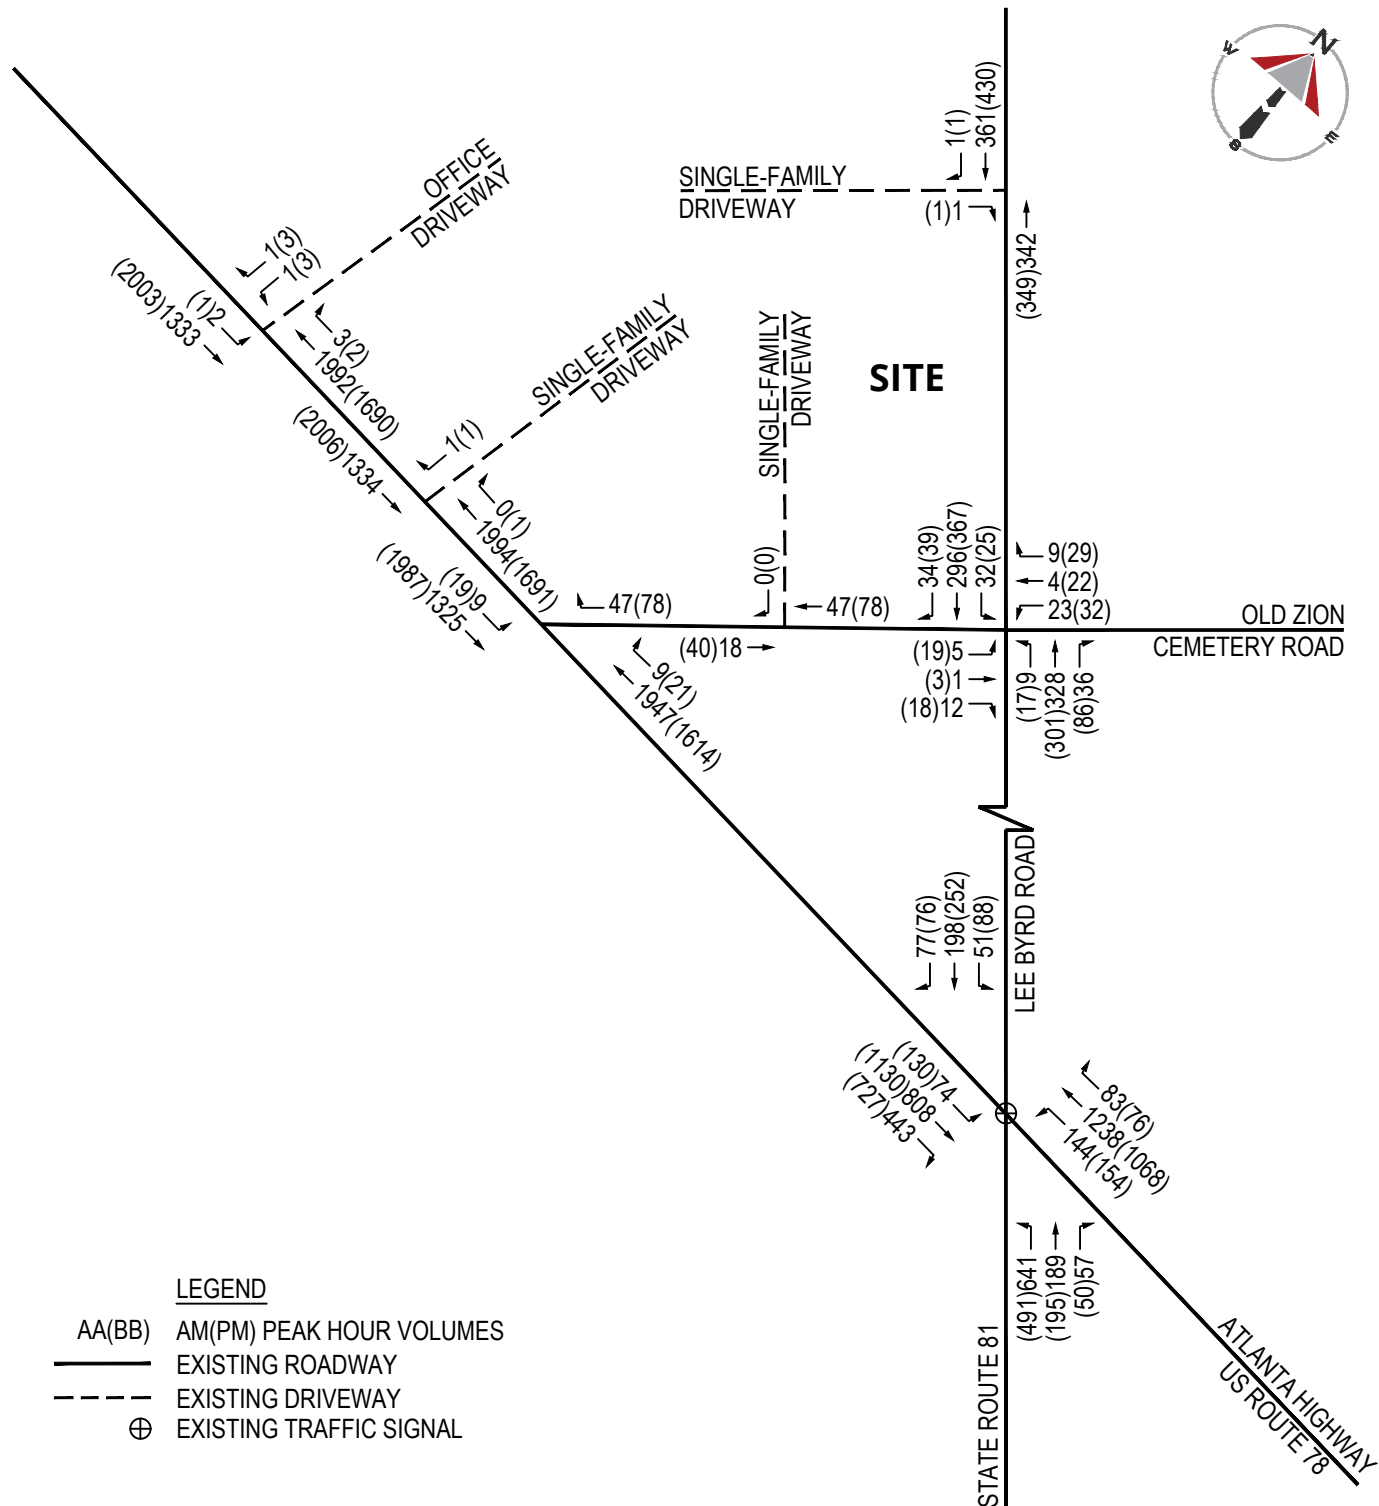 N
W
E
S
1(1)
361(430)
SINGLE-FAMILY
DRIVEWAY
(1)1
(349)342
OFFICE
DRIVEWAY
1(3)
1(3)
(2003)1333
(1)2
3(2)
1992(1690)
SINGLE-FAMILY
DRIVEWAY
(2006)1334
1(1)
0(1)
1994(1691)
SINGLE-FAMILY
DRIVEWAY
SITE
(1987)1325
(19)9
47(78)
0(0)
47(78)
34(39)
296(367)
32(25)
9(29)
4(22)
23(32)
OLD ZION
CEMETERY ROAD
(40)18
9(21)
1947(1614)
(19)5
(3)1
(18)12
(17)9
(301)328
(86)36
LEE BYRD ROAD
77(76)
198(252)
51(88)
(130)74
(1130)808
(727)443
83(76)
1238(1068)
144(154)
(491)641
(195)189
(50)57
STATE ROUTE 81
ATLANTA HIGHWAY
US ROUTE 78
LEGEND
AA(BB) AM(PM) PEAK HOUR VOLUMES
EXISTING ROADWAY
EXISTING DRIVEWAY
EXISTING TRAFFIC SIGNAL